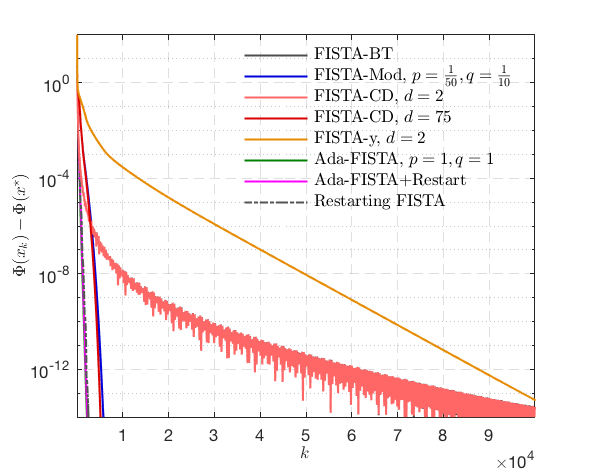 FISTA-BT
FISTA-Mod, p = 1/50, q = 1/10
FISTA-CD, d = 2
FISTA-CD, d = 75
FISTA-y, d = 2
Ada-FISTA, p = 1, q = 1
Ada-FISTA+Restart
Restarting FISTA
10^0
10^-4
10^-8
10^-12
Φ(x_k) − Φ(x*)
1 2 3 4 5 6 7 8 9
k
×10^4